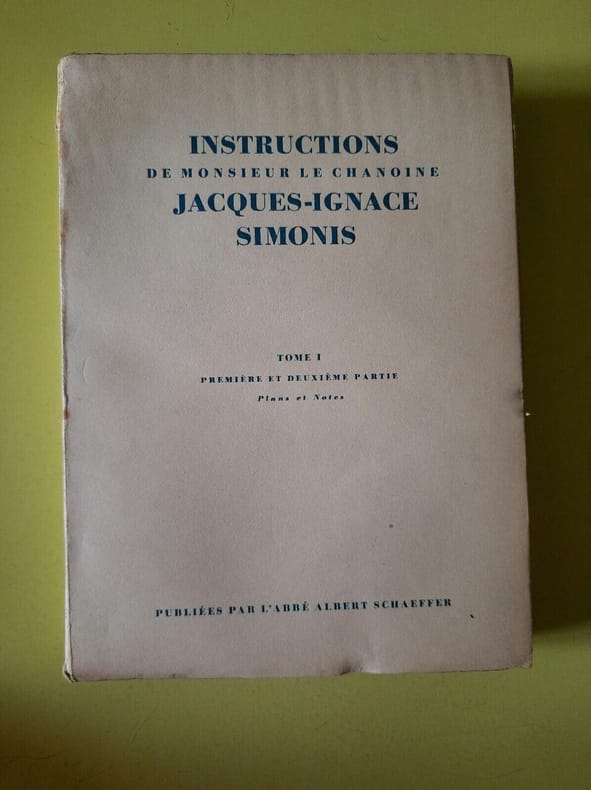 INSTRUCTIONS
DE MONSIEUR LE CHANOINE
JACQUES-IGNACE
SIMONIS
TOME I
PREMIÈRE ET DEUXIÈME PARTIE
Plans et Notes
PUBLIÉES PAR L'ABBÉ ALBERT SCHAEFFER